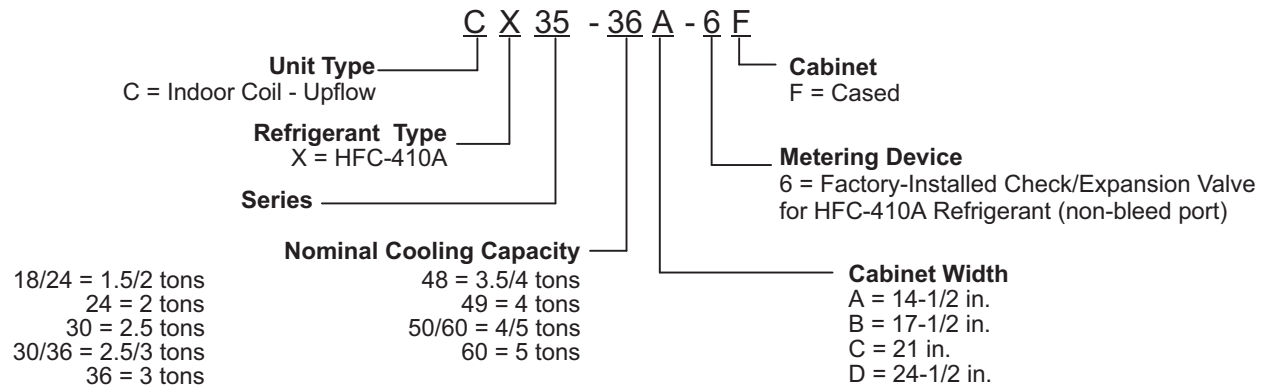 C X 35 - 36 A - 6 F
Unit Type
C = Indoor Coil - Upflow
Refrigerant Type
X = HFC-410A
Series
Nominal Cooling Capacity
18/24 = 1.5/2 tons
24 = 2 tons
30 = 2.5 tons
30/36 = 2.5/3 tons
36 = 3 tons
48 = 3.5/4 tons
49 = 4 tons
50/60 = 4/5 tons
60 = 5 tons
Cabinet
F = Cased
Metering Device
6 = Factory-Installed Check/Expansion Valve
for HFC-410A Refrigerant (non-bleed port)
Cabinet Width
A = 14-1/2 in.
B = 17-1/2 in.
C = 21 in.
D = 24-1/2 in.